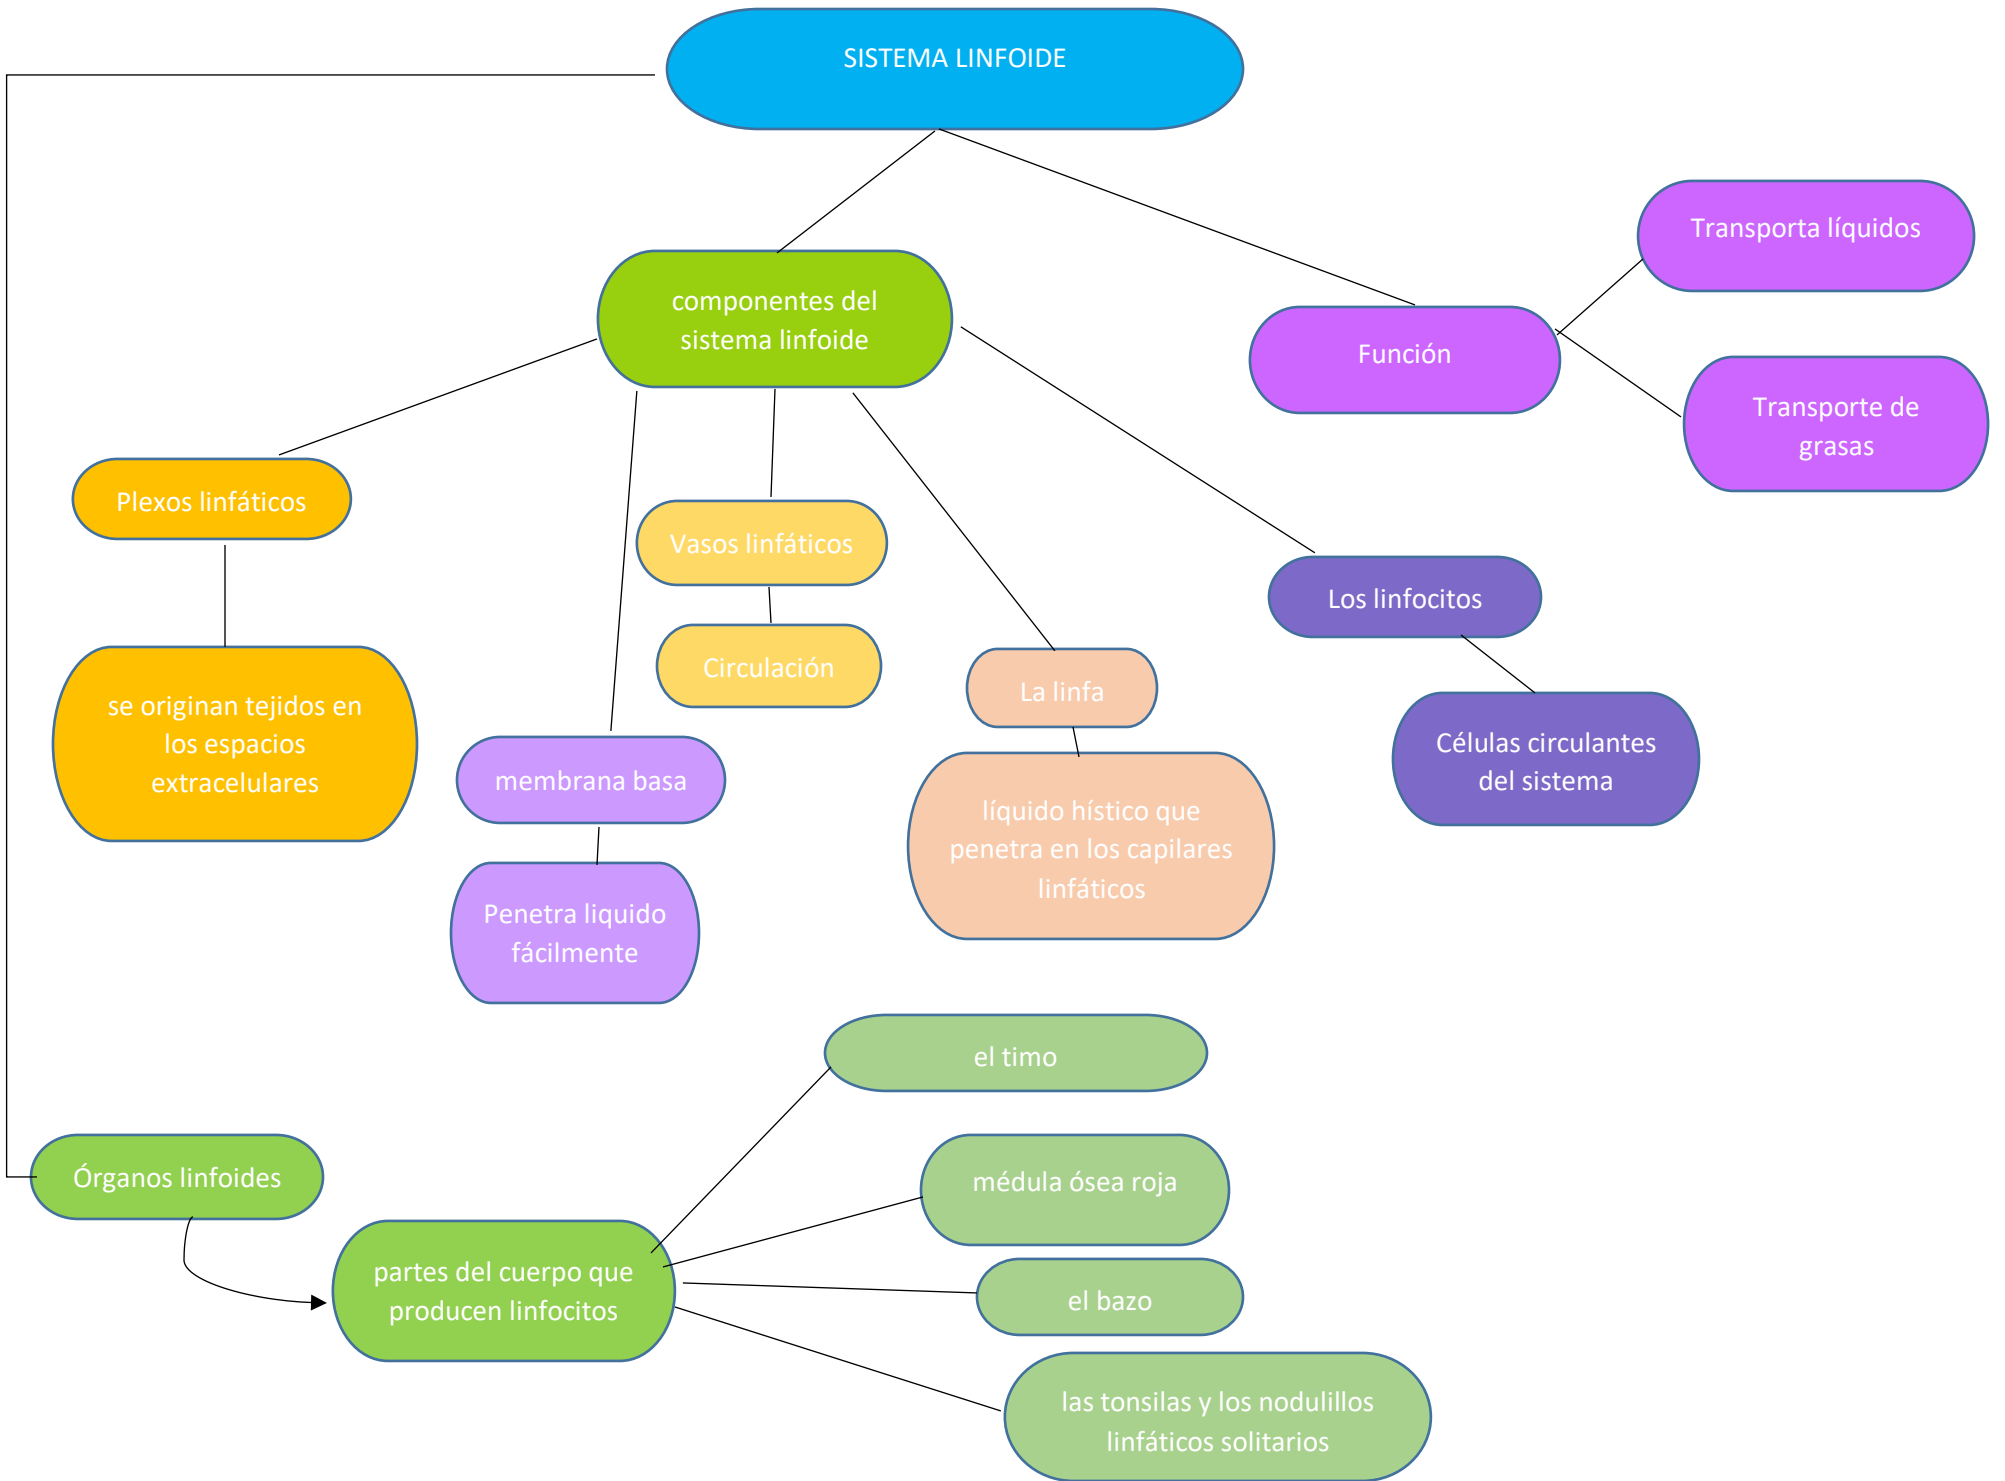 SISTEMA LINFOIDE
Transporta líquidos
componentes del
sistema linfoide
Función
Transporte de
grasas
Plexos linfáticos
Vasos linfáticos
Los linfocitos
Circulación
La linfa
se originan tejidos en
los espacios
extracelulares
membrana basa
Células circulantes
del sistema
líquido hístico que
penetra en los capilares
linfáticos
Penetra liquido
fácilmente
el timo
Órganos linfoides
médula ósea roja
partes del cuerpo que
producen linfocitos
el bazo
las tonsilas y los nodulillos
linfáticos solitarios